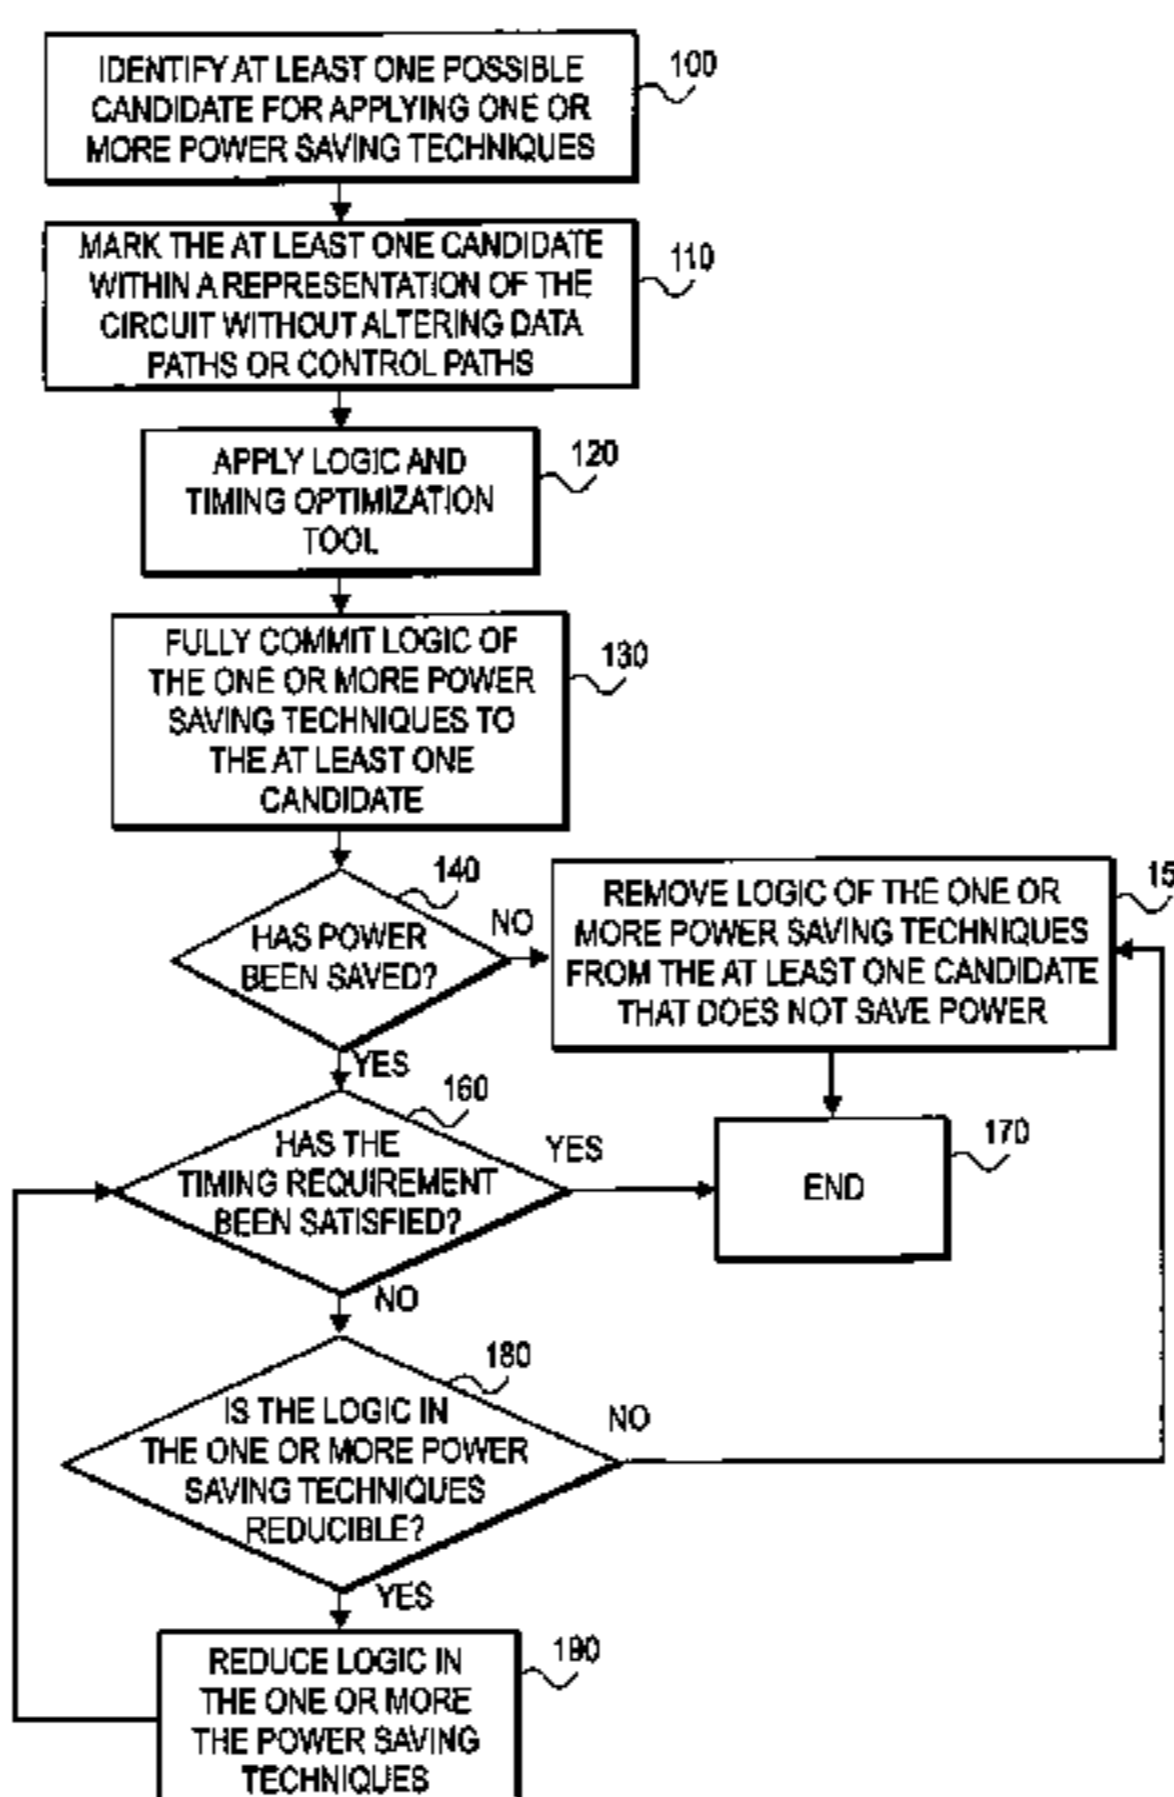 IDENTIFY AT LEAST ONE POSSIBLE
CANDIDATE FOR APPLYING ONE OR
MORE POWER SAVING TECHNIQUES
100
MARK THE AT LEAST ONE CANDIDATE
WITHIN A REPRESENTATION OF THE
CIRCUIT WITHOUT ALTERING DATA
PATHS OR CONTROL PATHS
110
APPLY LOGIC AND
TIMING OPTIMIZATION
TOOL
120
FULLY COMMIT LOGIC OF
THE ONE OR MORE POWER
SAVING TECHNIQUES TO
THE AT LEAST ONE
CANDIDATE
130
HAS POWER
BEEN SAVED?
140
NO
REMOVE LOGIC OF THE ONE OR
MORE POWER SAVING TECHNIQUES
FROM THE AT LEAST ONE CANDIDATE
THAT DOES NOT SAVE POWER
15
YES
HAS THE
TIMING REQUIREMENT
BEEN SATISFIED?
160
YES
END
170
NO
IS THE LOGIC IN
THE ONE OR MORE POWER
SAVING TECHNIQUES
REDUCIBLE?
180
NO
YES
REDUCE LOGIC IN
THE ONE OR MORE
THE POWER SAVING
TECHNIQUES
190